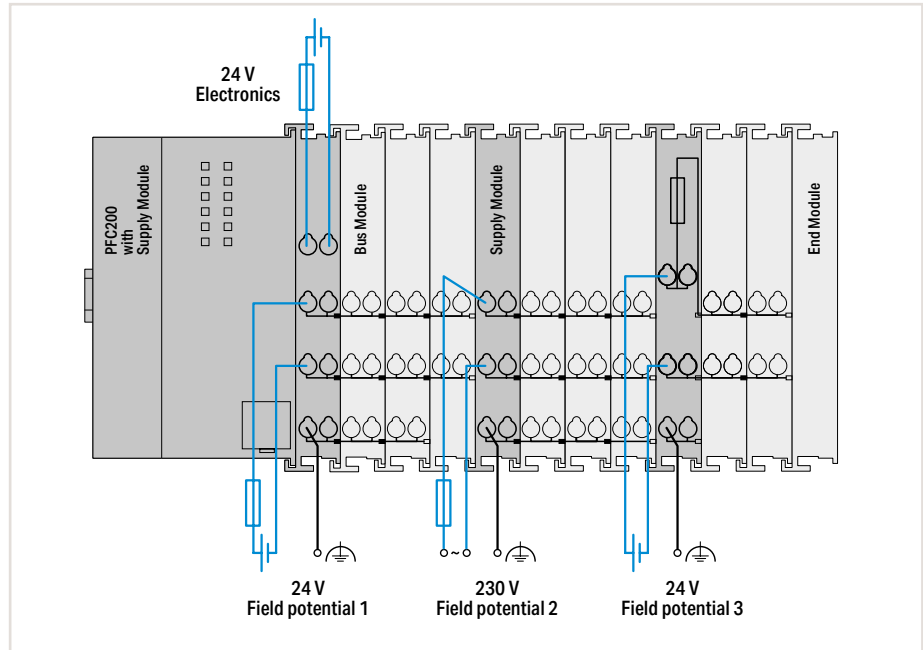 24 V
Electronics
PFC200
with
Supply Module
Bus Module
Supply Module
End Module
~
24 V
Field potential 1
230 V
Field potential 2
24 V
Field potential 3